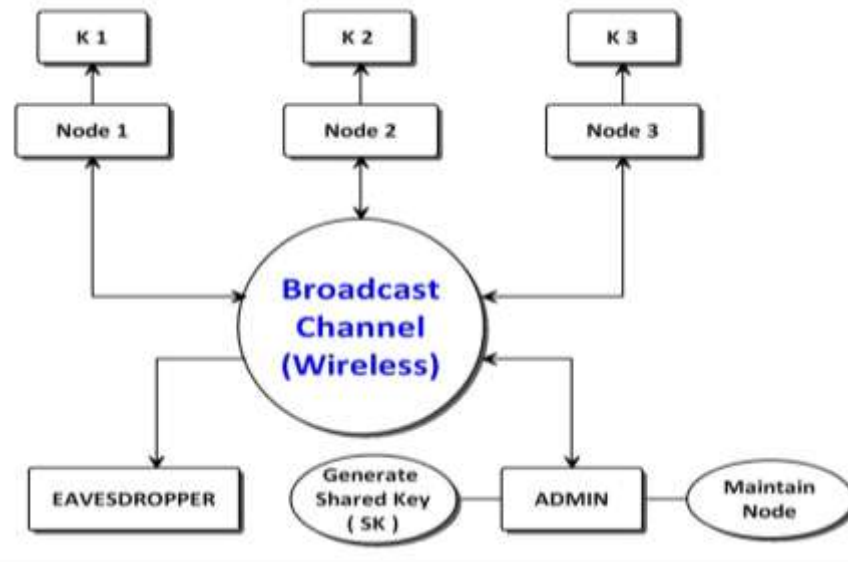 K 1
K 2
K 3
Node 1
Node 2
Node 3
Broadcast
Channel
(Wireless)
EAVESDROPPER
Generate
Shared Key
( SK )
ADMIN
Maintain
Node